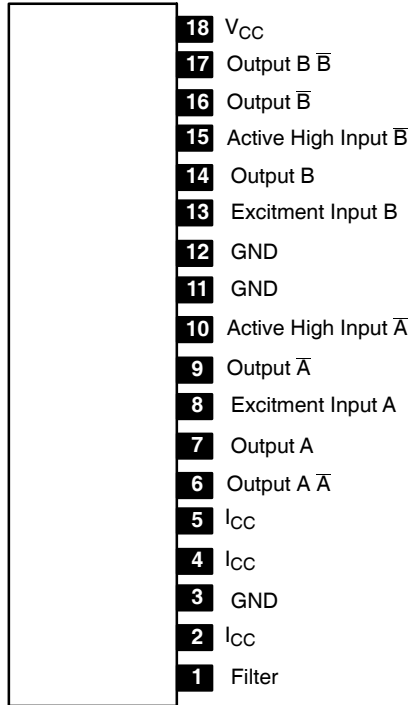 18 VCC
17 Output B B̅
16 Output B̅
15 Active High Input B̅
14 Output B
13 Excitment Input B
12 GND
11 GND
10 Active High Input A̅
9 Output A̅
8 Excitment Input A
7 Output A
6 Output A A̅
5 ICC
4 ICC
3 GND
2 ICC
1 Filter